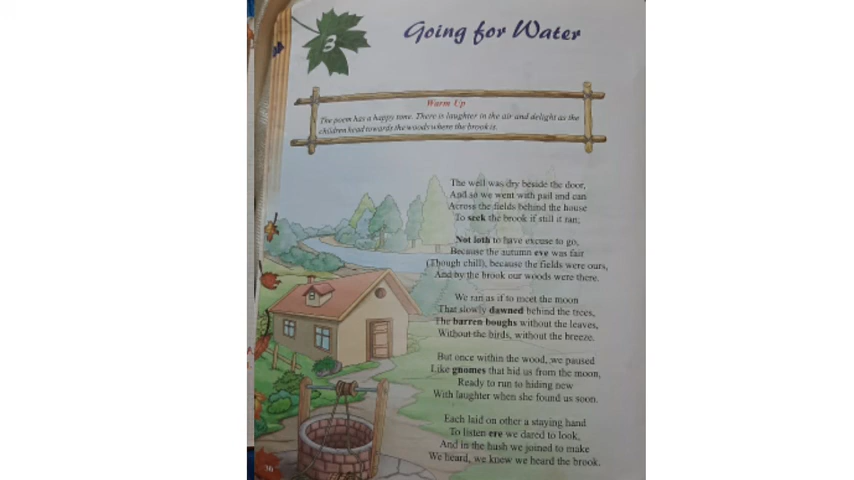 3
Going for Water
Warm Up
The poem has a happy tone. There is laughter in the air and delight as the
children head towards the woods where the brook is.
The well was dry beside the door,
And so we went with pail and can
Across the fields behind the house
To seek the brook if still it ran;
Not loth to have excuse to go,
Because the autumn eve was fair
(Though chill), because the fields were ours,
And by the brook our woods were there.
We ran as if to meet the moon
That slowly dawned behind the trees,
The barren boughs without the leaves,
Without the birds, without the breeze.
But once within the wood, we paused
Like gnomes that hid us from the moon,
Ready to run to hiding new
With laughter when she found us soon.
Each laid on other a staying hand
To listen ere we dared to look,
And in the hush we joined to make
We heard, we knew we heard the brook.
36